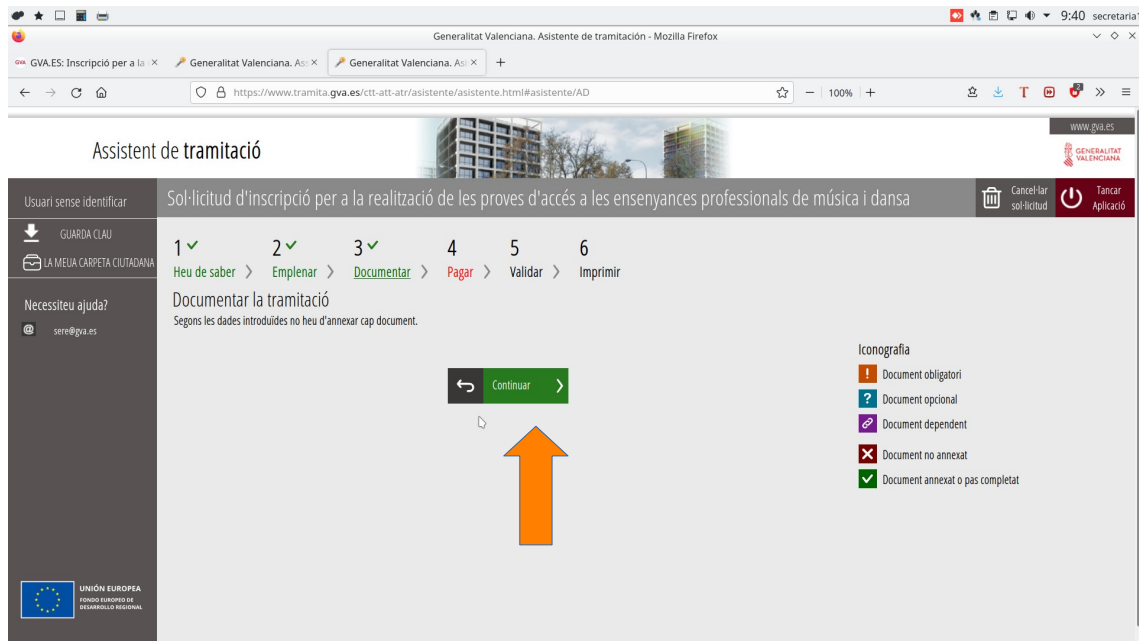 9:40 secretaria1
Generalitat Valenciana. Asistente de tramitación - Mozilla Firefox
GVA.ES: Inscripció per a la
Generalitat Valenciana. Asi
Generalitat Valenciana. Asi
https://www.tramita.gva.es/ctt-att-atr/asistente/asistente.html#asistente/AD
100%
www.gva.es
Assistent de tramitació
GENERALITAT
VALENCIANA
Usuari sense identificar
Sol·licitud d'inscripció per a la realització de les proves d'accés a les ensenyances professionals de música i dansa
Cancel·lar
sol·licitud
Tancar
Aplicació
GUARDA CLAU
LA MEUA CARPETA CIUTADANA
Necessiteu ajuda?
sere@gva.es
1 2 3 4 5 6
Heu de saber Emplenar Documentar Pagar Validar Imprimir
Documentar la tramitació
Segons les dades introduïdes no heu d'annexar cap document.
Continuar
Iconografia
! Document obligatori
? Document opcional
Document dependent
Document no annexat
Document annexat o pas completat
UNIÓN EUROPEA
FONDO EUROPEO DE
DESARROLLO REGIONAL